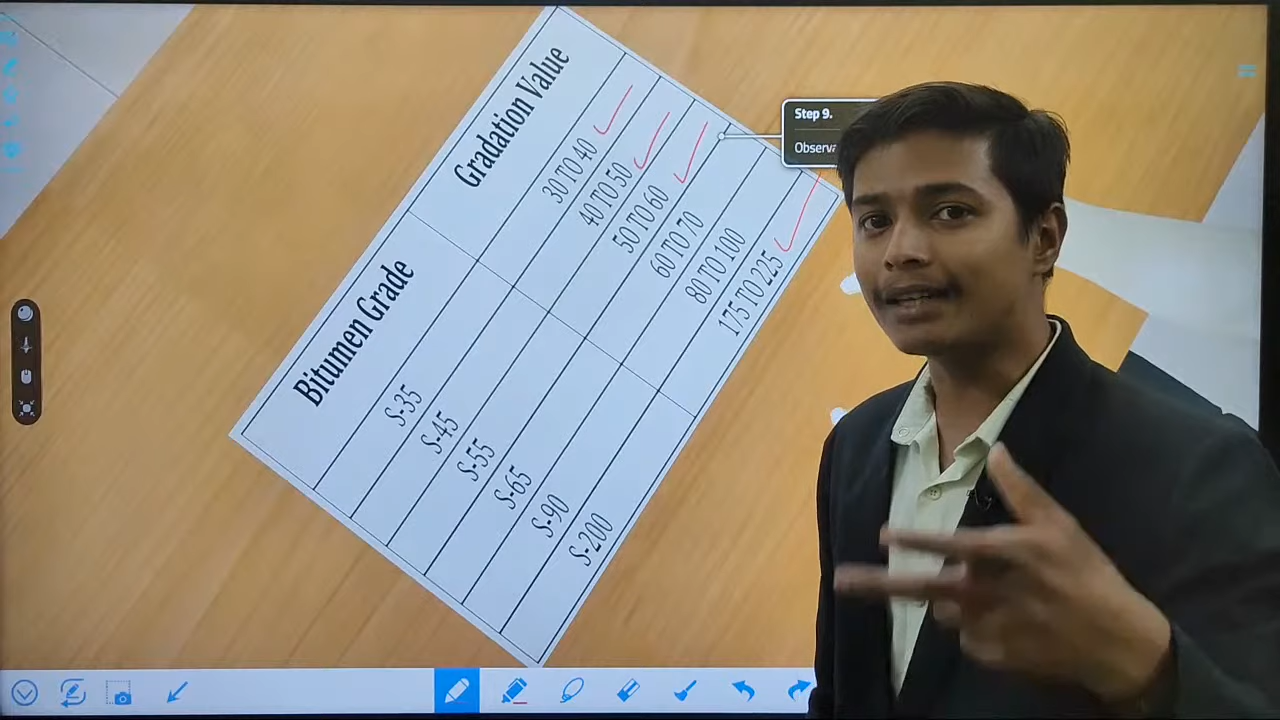 Bitumen Grade Gradation Value
S-35 30 TO 40
S-45 40 TO 50
S-55 50 TO 60
S-65 60 TO 70
S-90 80 TO 100
S-200 175 TO 225
Step 9.